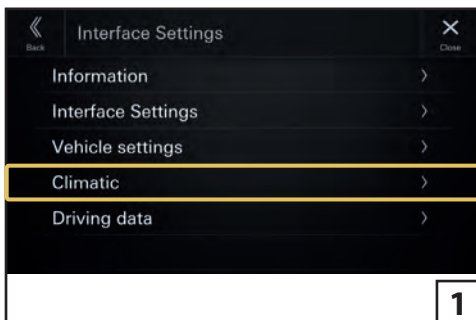 Interface Settings
Back
Close
Information
Interface Settings
Vehicle settings
Climatic
Driving data
1